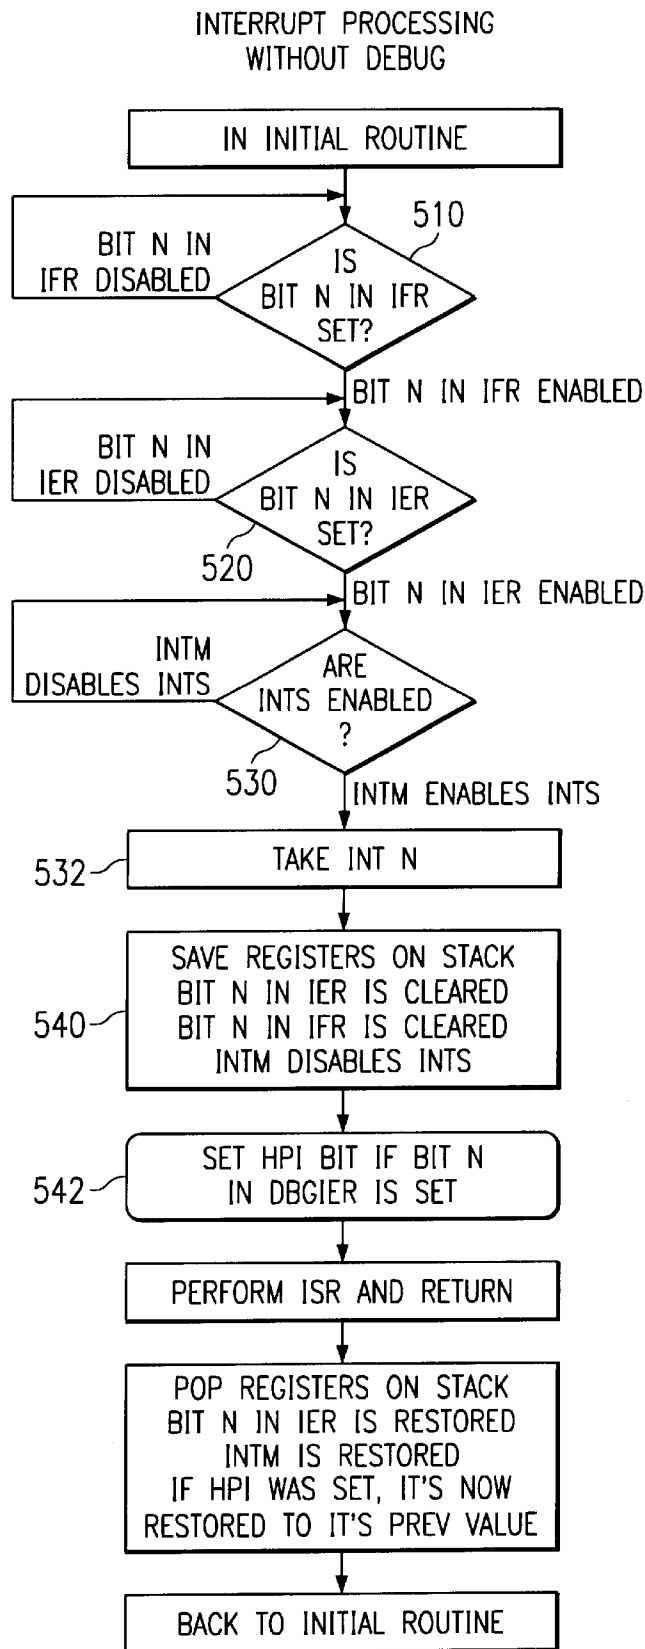 INTERRUPT PROCESSING
WITHOUT DEBUG
IN INITIAL ROUTINE
510
BIT N IN
IFR DISABLED
IS
BIT N IN IFR
SET?
BIT N IN IFR ENABLED
BIT N IN
IER DISABLED
IS
BIT N IN IER
SET?
520
BIT N IN IER ENABLED
INTM
DISABLES INTS
ARE
INTS ENABLED
?
530
INTM ENABLES INTS
532
TAKE INT N
540
SAVE REGISTERS ON STACK
BIT N IN IER IS CLEARED
BIT N IN IFR IS CLEARED
INTM DISABLES INTS
542
SET HPI BIT IF BIT N
IN DBGIER IS SET
PERFORM ISR AND RETURN
POP REGISTERS ON STACK
BIT N IN IER IS RESTORED
INTM IS RESTORED
IF HPI WAS SET, IT'S NOW
RESTORED TO IT'S PREV VALUE
BACK TO INITIAL ROUTINE